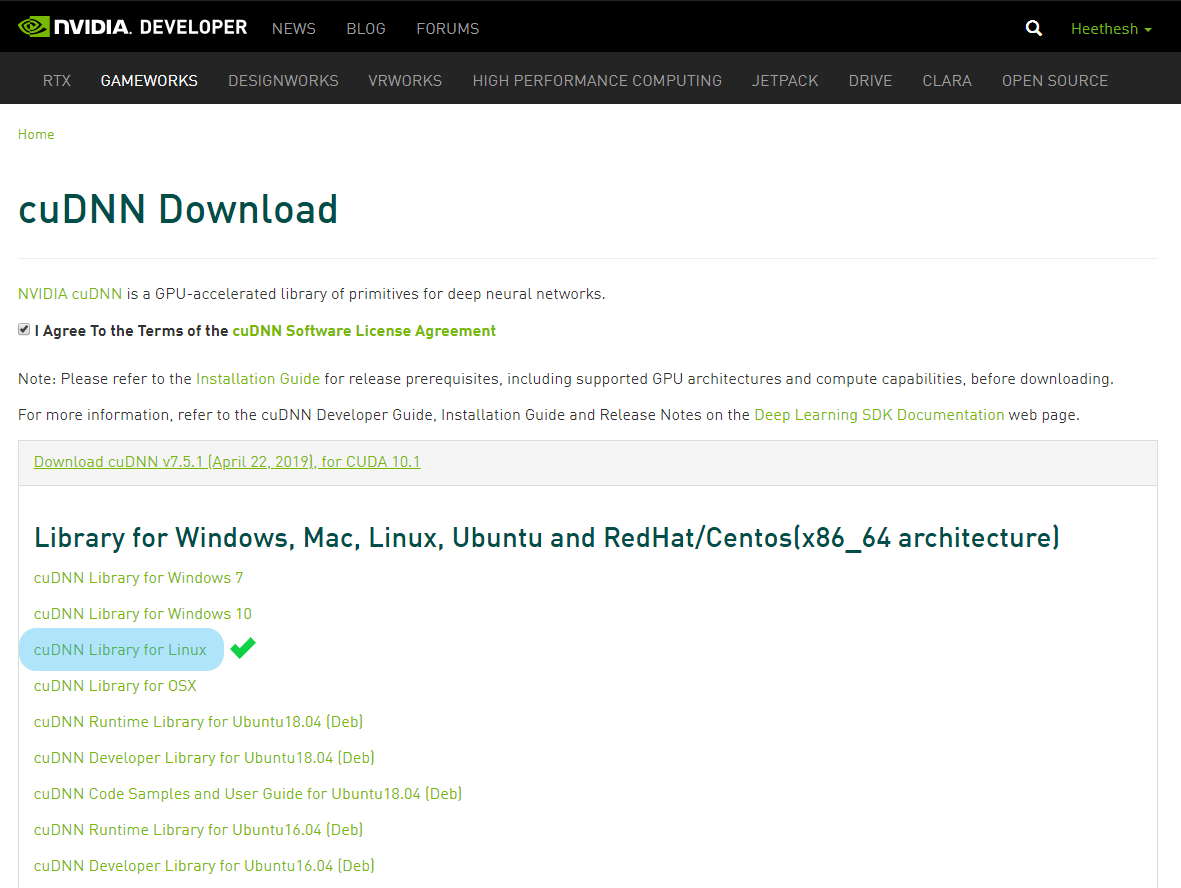 NVIDIA. DEVELOPER NEWS BLOG FORUMS Heethesh
RTX GAMEWORKS DESIGNWORKS VRWORKS HIGH PERFORMANCE COMPUTING JETPACK DRIVE CLARA OPEN SOURCE
Home
cuDNN Download
NVIDIA cuDNN is a GPU-accelerated library of primitives for deep neural networks.
I Agree To the Terms of the cuDNN Software License Agreement
Note: Please refer to the Installation Guide for release prerequisites, including supported GPU architectures and compute capabilities, before downloading.
For more information, refer to the cuDNN Developer Guide, Installation Guide and Release Notes on the Deep Learning SDK Documentation web page.
Download cuDNN v7.5.1 (April 22, 2019), for CUDA 10.1
Library for Windows, Mac, Linux, Ubuntu and RedHat/Centos(x86_64 architecture)
cuDNN Library for Windows 7
cuDNN Library for Windows 10
cuDNN Library for Linux
cuDNN Library for OSX
cuDNN Runtime Library for Ubuntu18.04 (Deb)
cuDNN Developer Library for Ubuntu18.04 (Deb)
cuDNN Code Samples and User Guide for Ubuntu18.04 (Deb)
cuDNN Runtime Library for Ubuntu16.04 (Deb)
cuDNN Developer Library for Ubuntu16.04 (Deb)